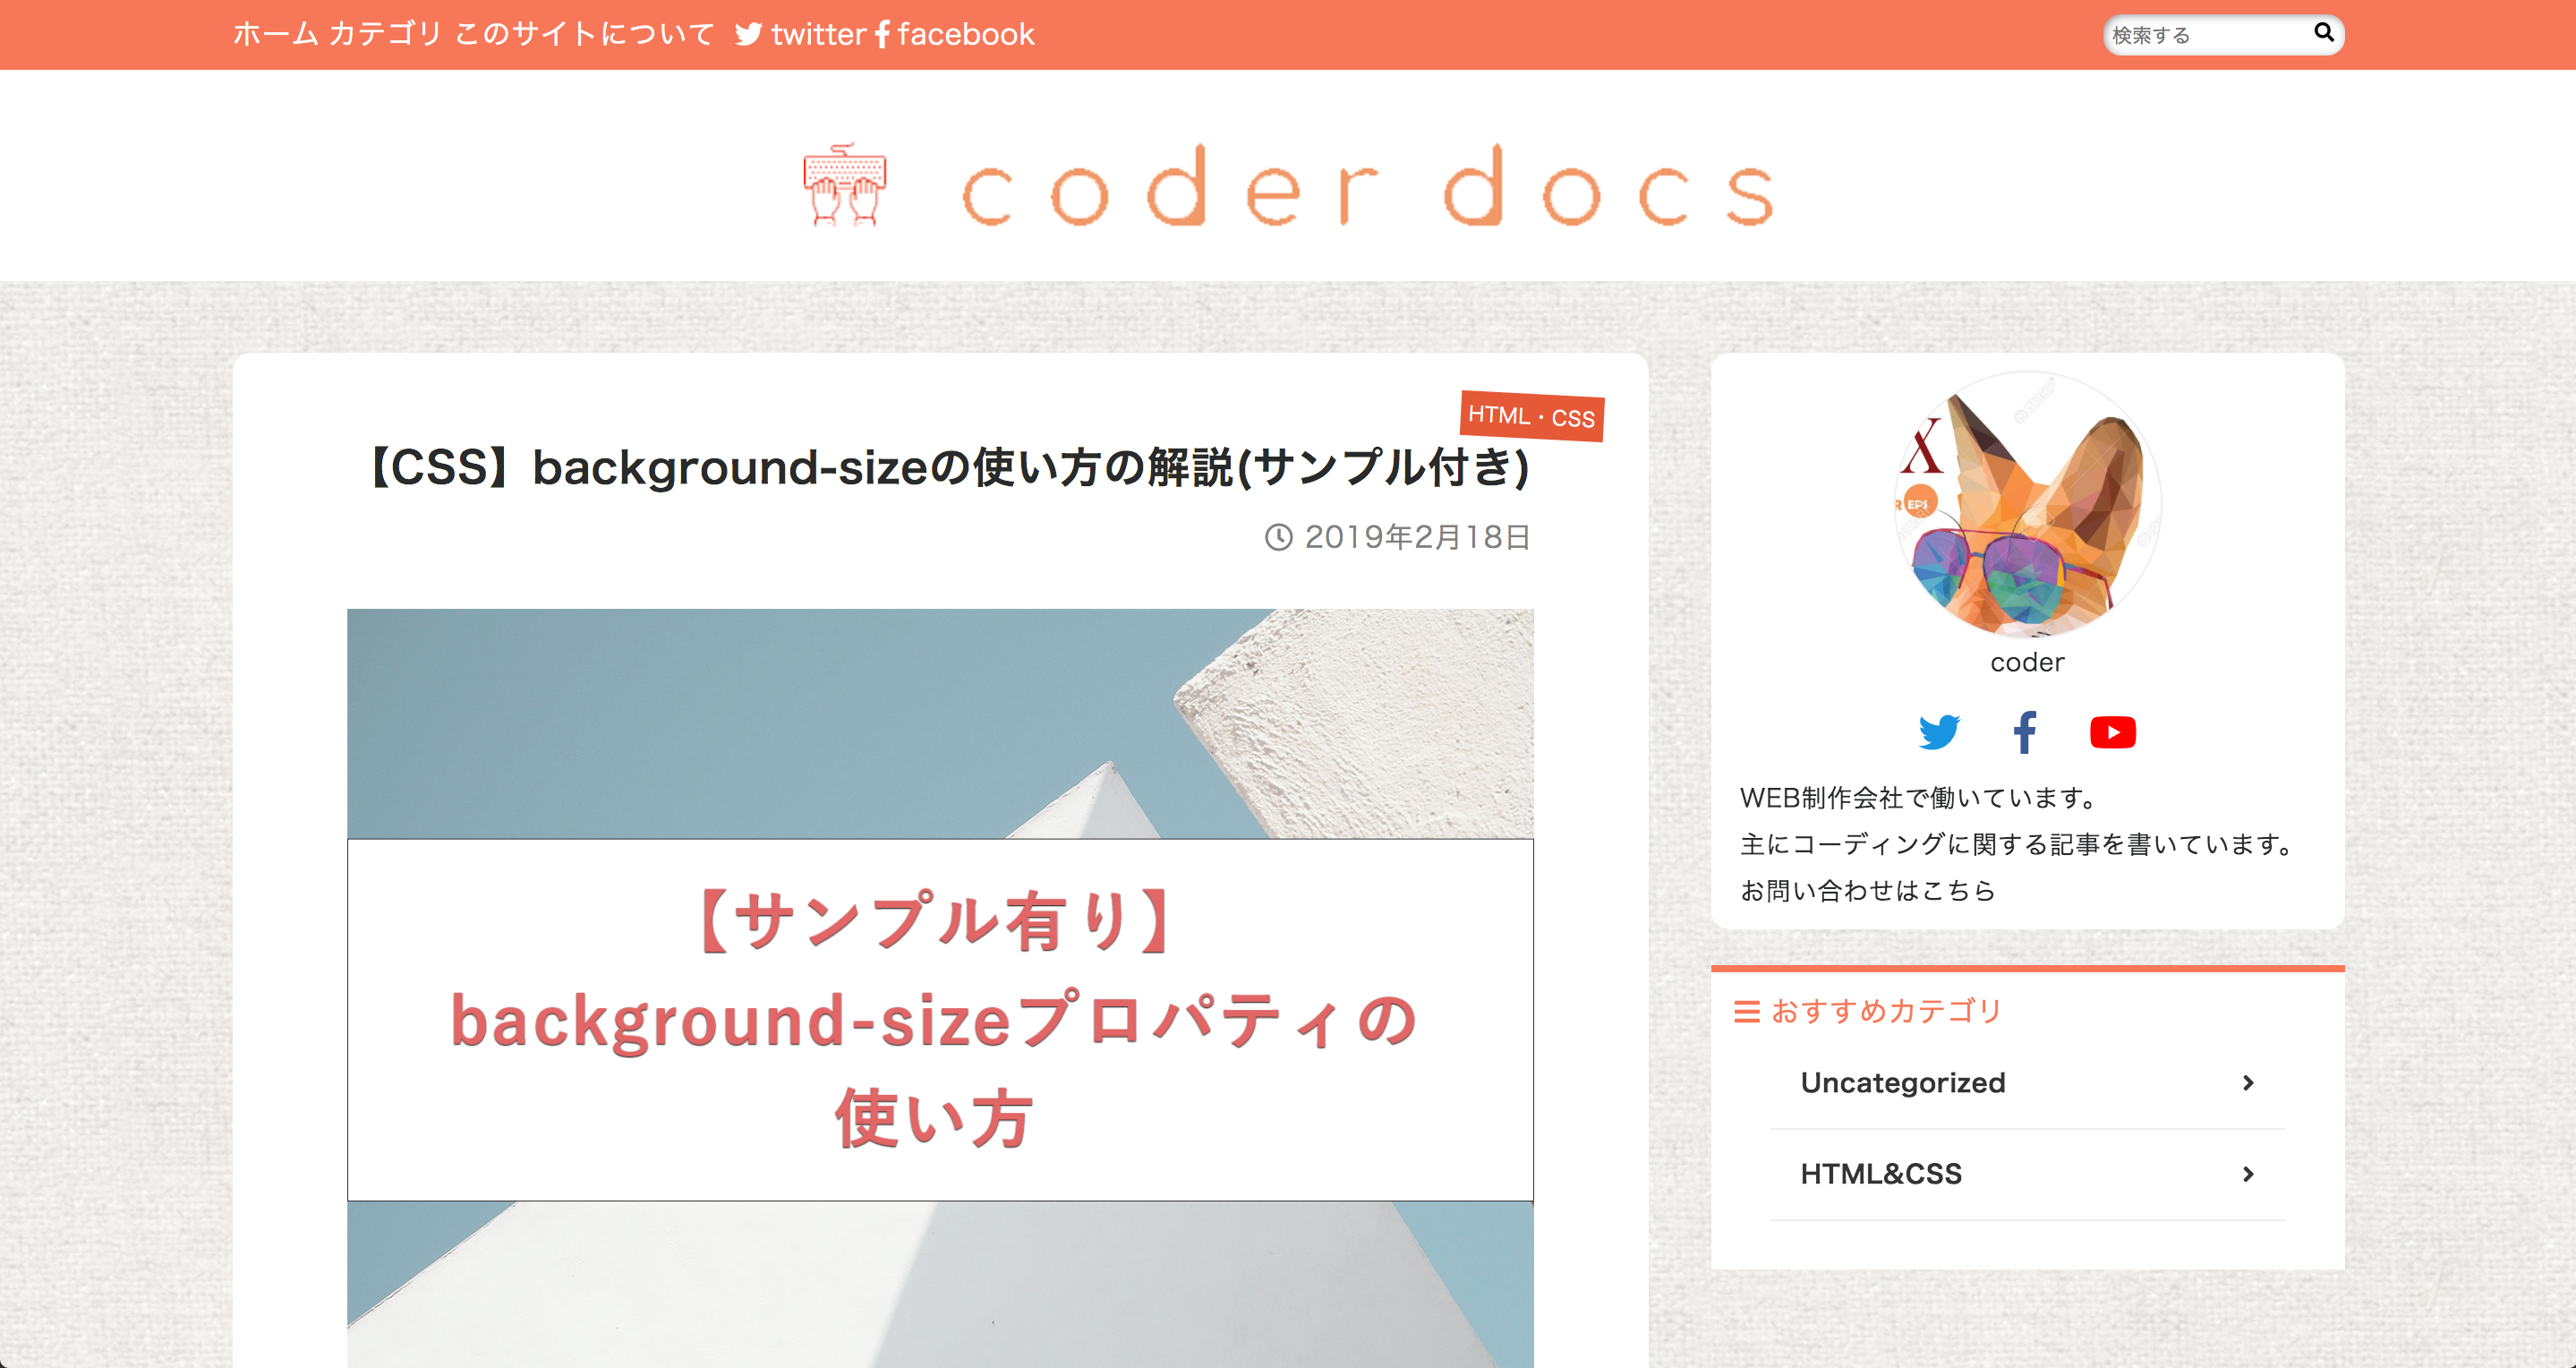 ホーム カテゴリ このサイトについて twitter facebook
検索する
coder docs
HTML・CSS
【CSS】background-sizeの使い方の解説(サンプル付き)
2019年2月18日
【サンプル有り】
background-sizeプロパティの
使い方
X
R EPS
coder
WEB制作会社で働いています。
主にコーディングに関する記事を書いています。
お問い合わせはこちら
おすすめカテゴリ
Uncategorized
HTML&CSS